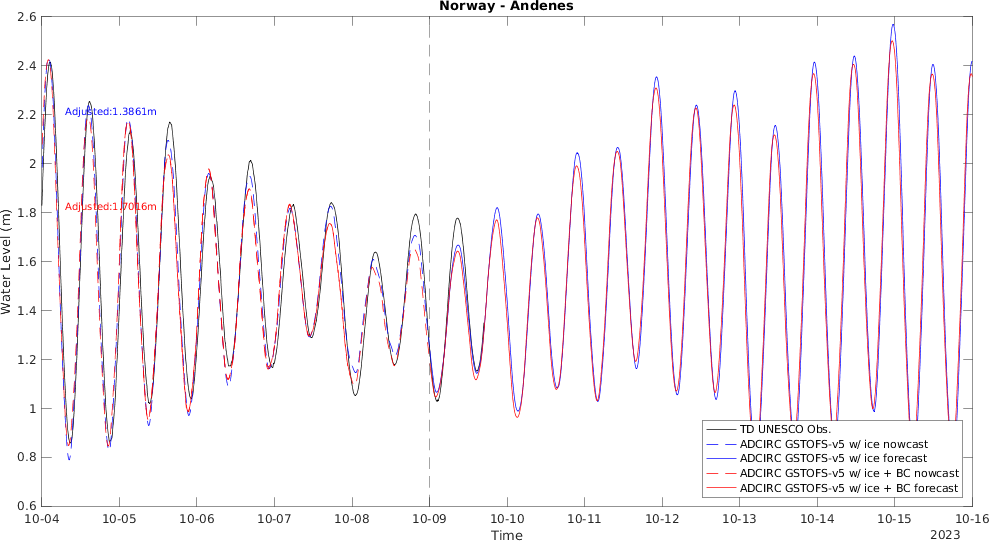 Norway - Andenes
2.6
2.4
2.2
2
1.8
1.6
1.4
1.2
1
0.8
0.6
Water Level (m)
Adjusted:1.3861m
Adjusted:1.7016m
TD UNESCO Obs.
ADCIRC GSTOFS-v5 w/ ice nowcast
ADCIRC GSTOFS-v5 w/ ice forecast
ADCIRC GSTOFS-v5 w/ ice + BC nowcast
ADCIRC GSTOFS-v5 w/ ice + BC forecast
10-04 10-05 10-06 10-07 10-08 10-09 10-10 10-11 10-12 10-13 10-14 10-15 10-16
Time
2023